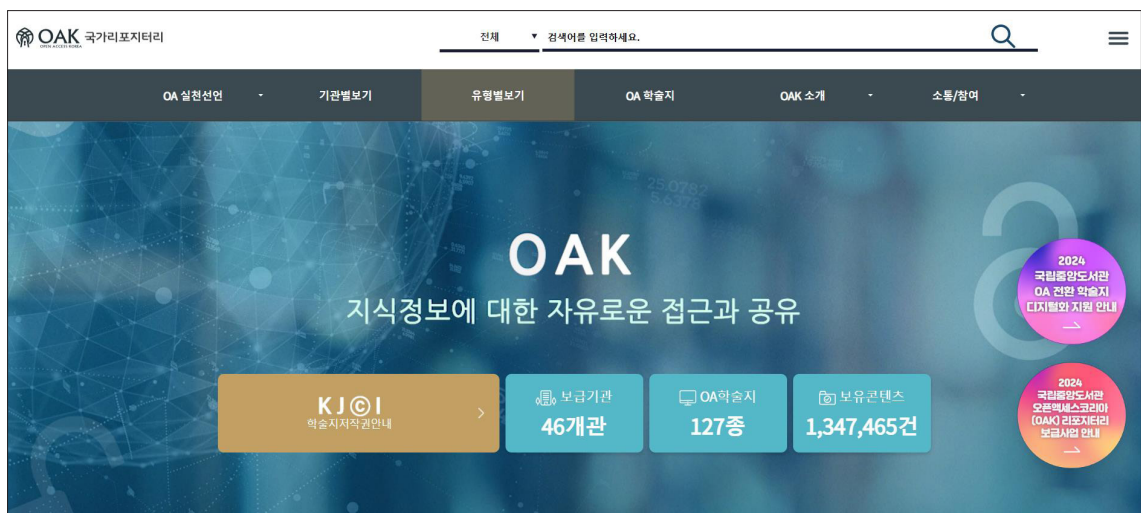 OAK 국가리포지터리
OPEN ACCESS KOREA
전체 ▼ 검색어를 입력하세요.
OA 실천선언 기관별보기 유형별보기 OA 학술지 OAK 소개 소통/참여
25.0782
5.6378
OAK
지식정보에 대한 자유로운 접근과 공유
KJ©I
학술지저작권안내
보급기관
46개관
OA학술지
127종
보유컨텐츠
1,347,465건
2024
국립중앙도서관
OA 전환 학술지
디지털화 지원 안내
2024
국립중앙도서관
오픈액세스코리아
(OAK) 리포지터리
보급사업 안내